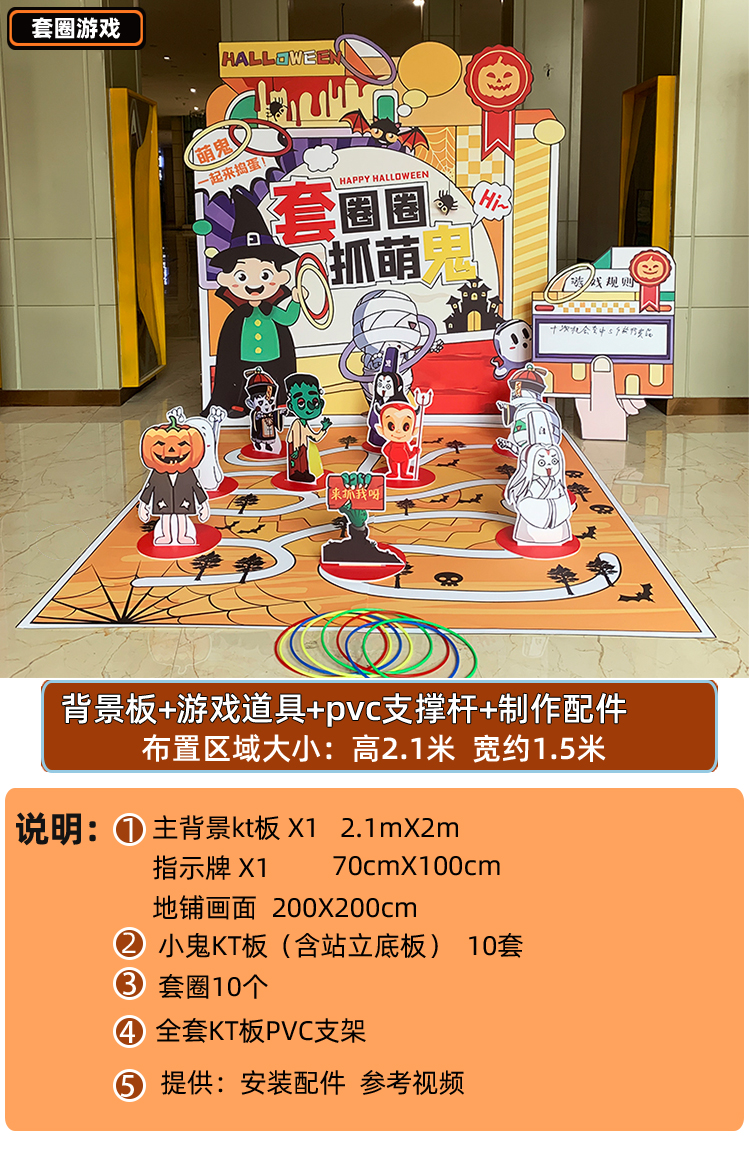 套圈游戏
HALLOWEEN
萌鬼
一起来捣蛋！
HAPPY HALLOWEEN
套圈圈
Hi~
抓萌鬼
游戏规则
来抓我呀
背景板+游戏道具+pvc支撑杆+制作配件
布置区域大小：高2.1米 宽约1.5米
说明：
① 主背景kt板 X1 2.1mX2m
指示牌 X1 70cmX100cm
地铺画面 200X200cm
② 小鬼KT板（含站立底板） 10套
③ 套圈10个
④ 全套KT板PVC支架
⑤ 提供：安装配件 参考视频